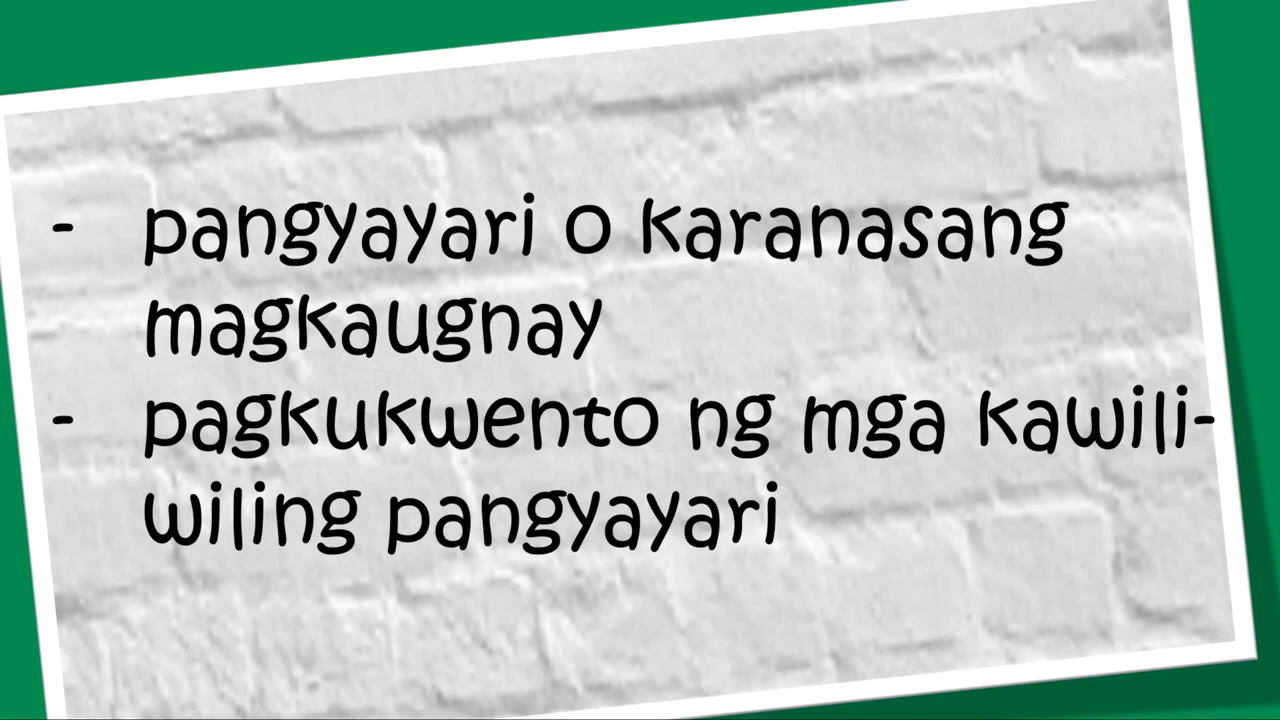 - pangyayari o karanasang
magkaugnay
- pagkukwento ng mga kawili-
wiling pangyayari